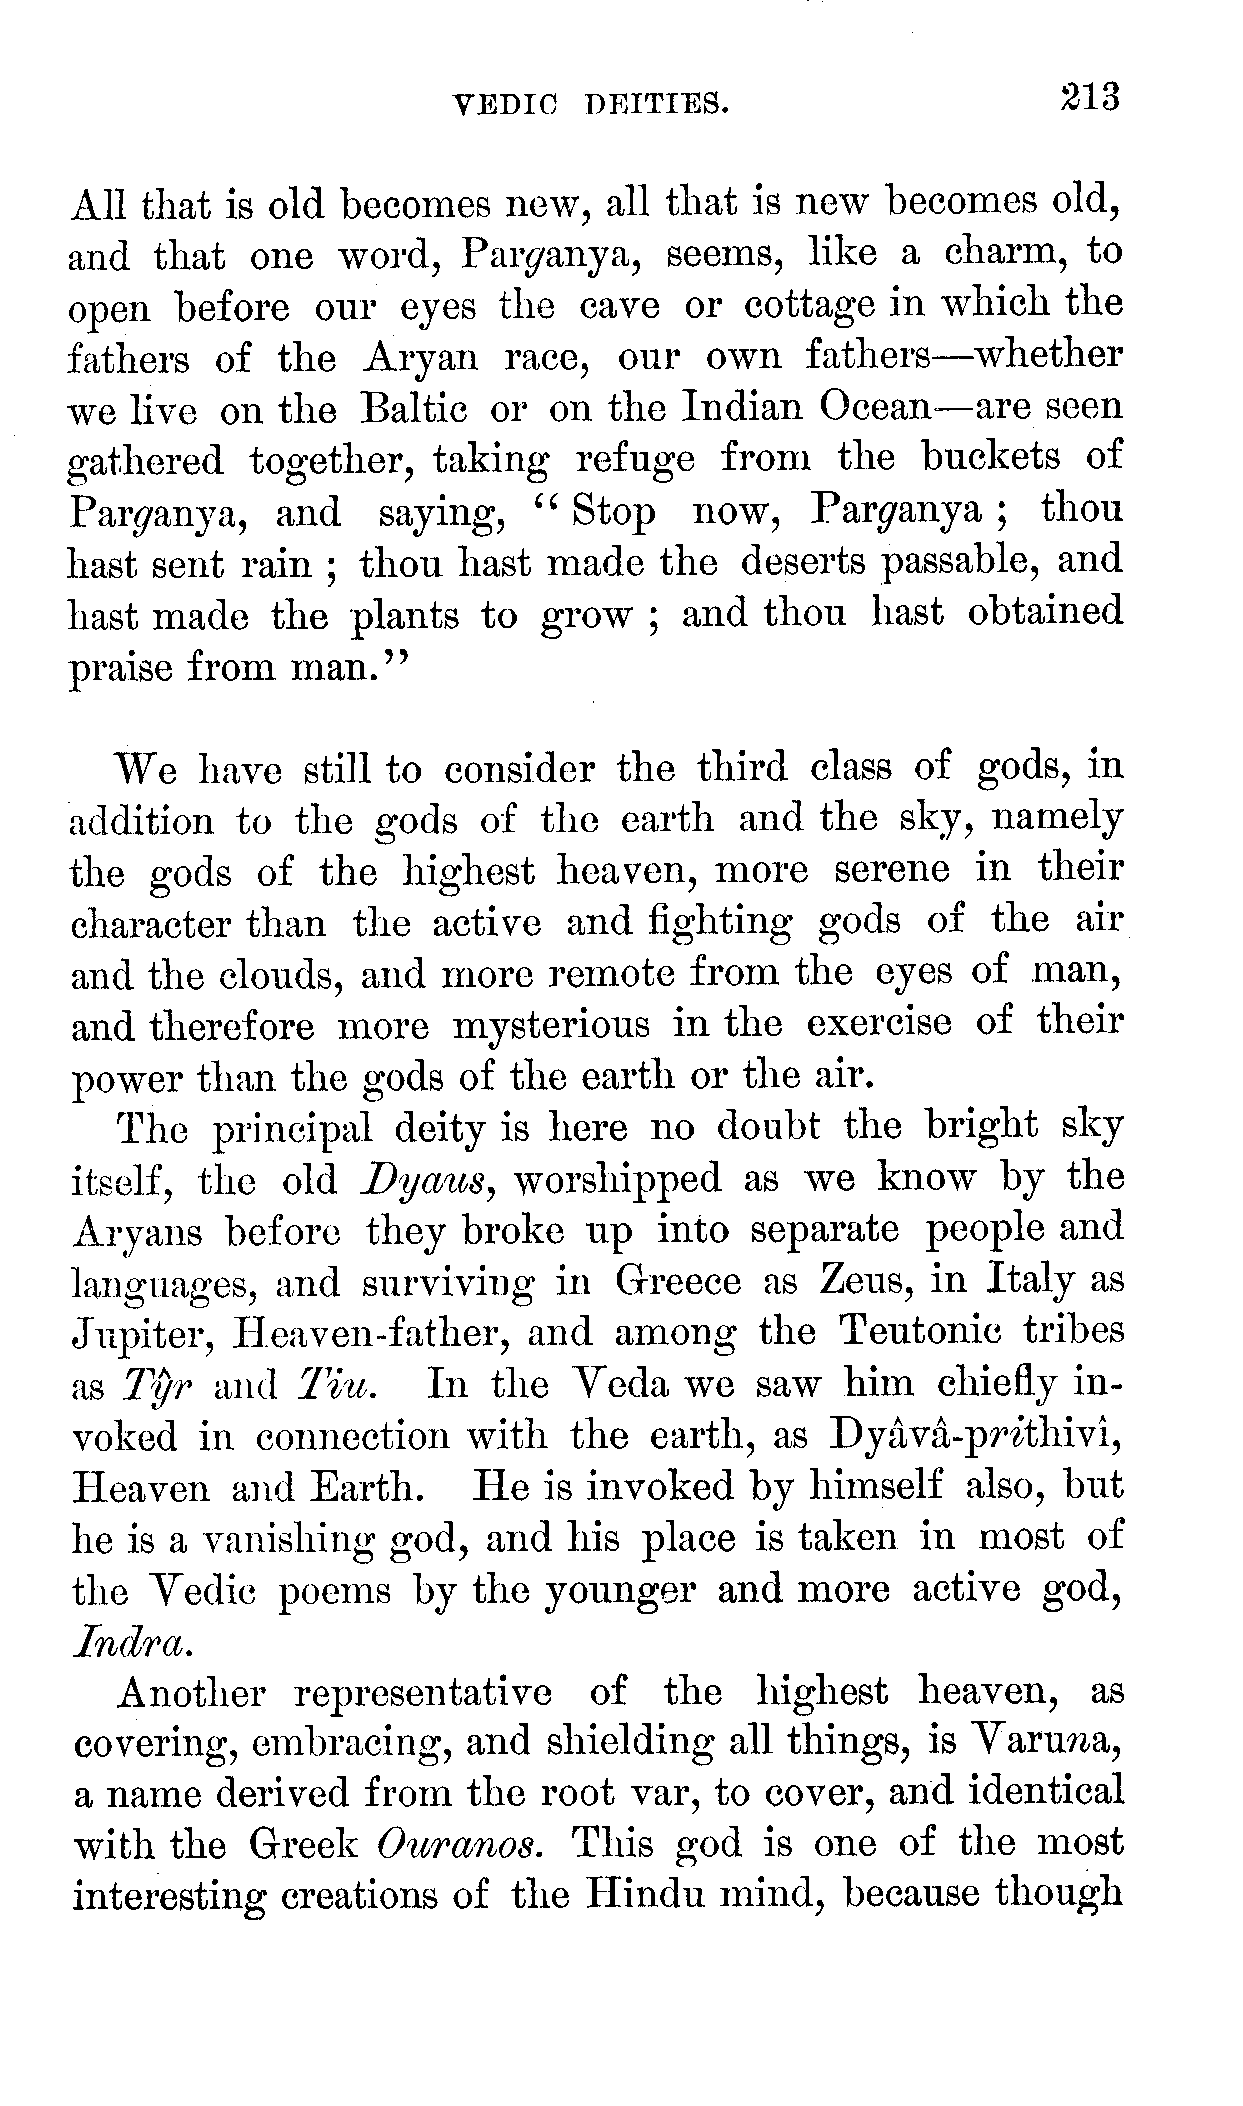 VEDIC DEITIES. 213
All that is old becomes new, all that is new becomes old,
and that one word, Parganya, seems, like a charm, to
open before our eyes the cave or cottage in which the
fathers of the Aryan race, our own fathers—whether
we live on the Baltic or on the Indian Ocean—are seen
gathered together, taking refuge from the buckets of
Parganya, and saying, “ Stop now, Parganya ; thou
hast sent rain ; thou hast made the deserts passable, and
hast made the plants to grow ; and thou hast obtained
praise from man.”
We have still to consider the third class of gods, in
addition to the gods of the earth and the sky, namely
the gods of the highest heaven, more serene in their
character than the active and fighting gods of the air
and the clouds, and more remote from the eyes of man,
and therefore more mysterious in the exercise of their
power than the gods of the earth or the air.
The principal deity is here no doubt the bright sky
itself, the old Dyaus, worshipped as we know by the
Aryans before they broke up into separate people and
languages, and surviving in Greece as Zeus, in Italy as
Jupiter, Heaven-father, and among the Teutonic tribes
as Tŷr and Tiu. In the Veda we saw him chiefly in-
voked in connection with the earth, as Dyâvâ-prithivî,
Heaven and Earth. He is invoked by himself also, but
he is a vanishing god, and his place is taken in most of
the Vedic poems by the younger and more active god,
Indra.
Another representative of the highest heaven, as
covering, embracing, and shielding all things, is Varuna,
a name derived from the root var, to cover, and identical
with the Greek Ouranos. This god is one of the most
interesting creations of the Hindu mind, because though